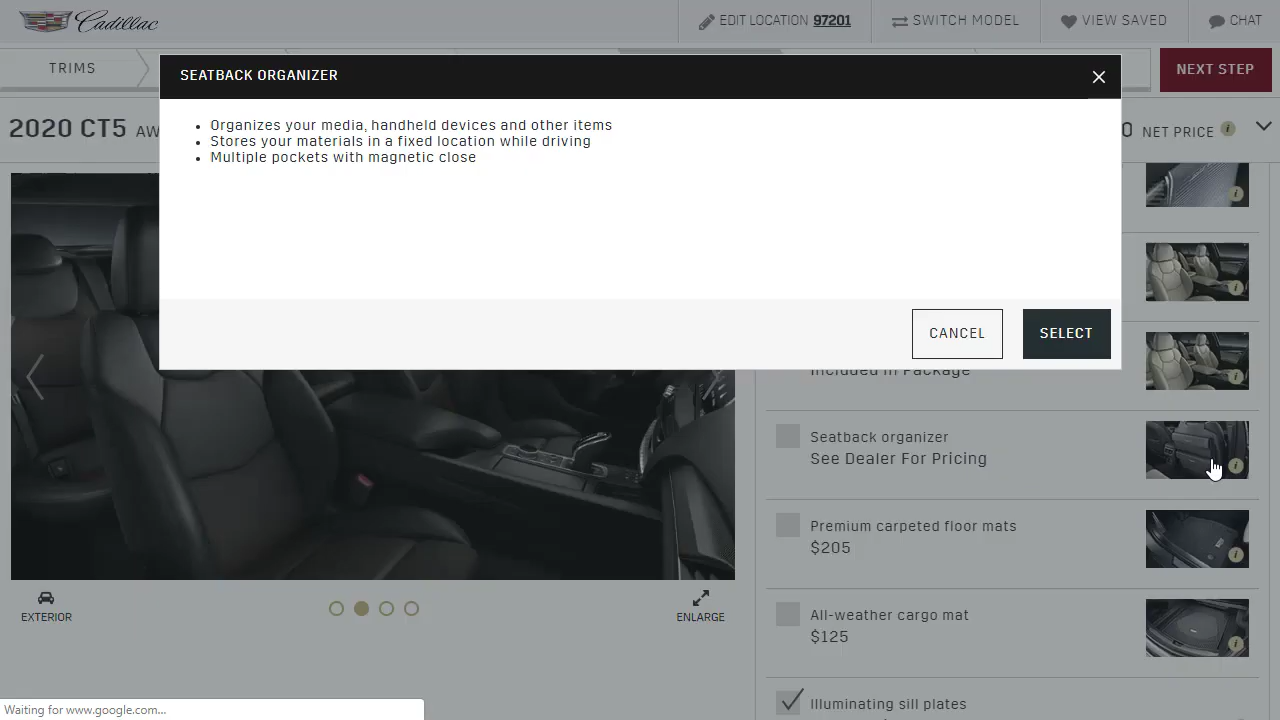 Cadillac
EDIT LOCATION 97201
SWITCH MODEL
VIEW SAVED
CHAT
TRIMS
NEXT STEP
SEATBACK ORGANIZER
2020 CT5 AW
0 NET PRICE
Organizes your media, handheld devices and other items
Stores your materials in a fixed location while driving
Multiple pockets with magnetic close
CANCEL
SELECT
Included in Package
Seatback organizer
See Dealer For Pricing
Premium carpeted floor mats
$205
EXTERIOR
ENLARGE
All-weather cargo mat
$125
Illuminating sill plates
Waiting for www.google.com...